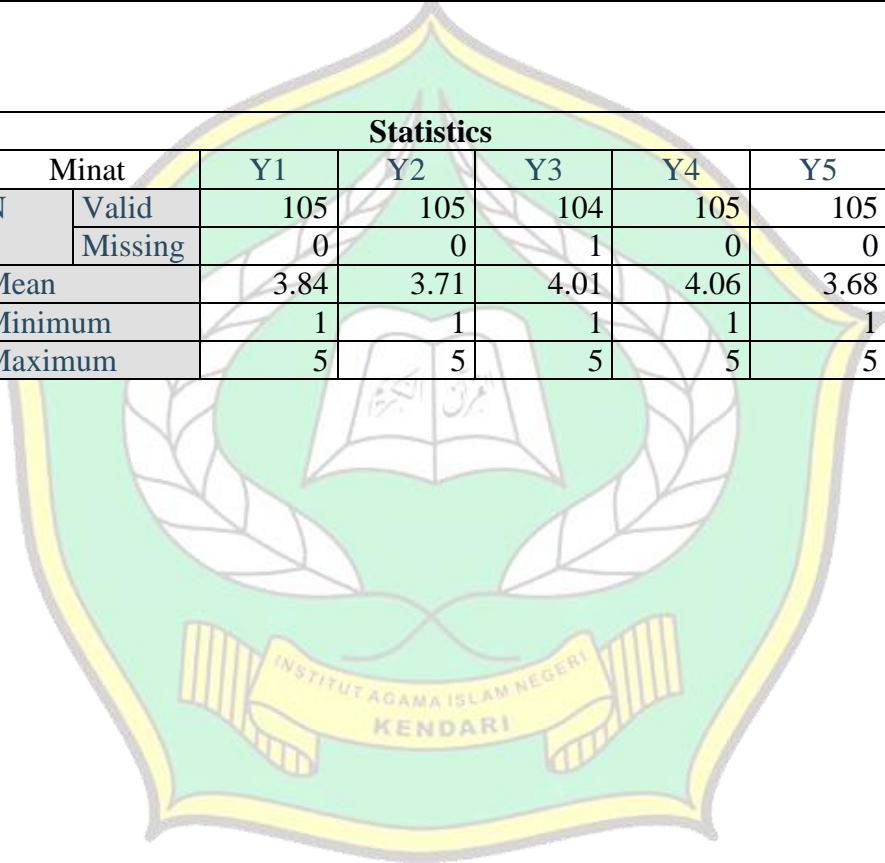 Statistics
Minat Y1 Y2 Y3 Y4 Y5
N Valid 105 105 104 105 105
Missing 0 0 1 0 0
Mean 3.84 3.71 4.01 4.06 3.68
Minimum 1 1 1 1 1
Maximum 5 5 5 5 5
القرآن الكريم
INSTITUT AGAMA ISLAM NEGERI
KENDARI